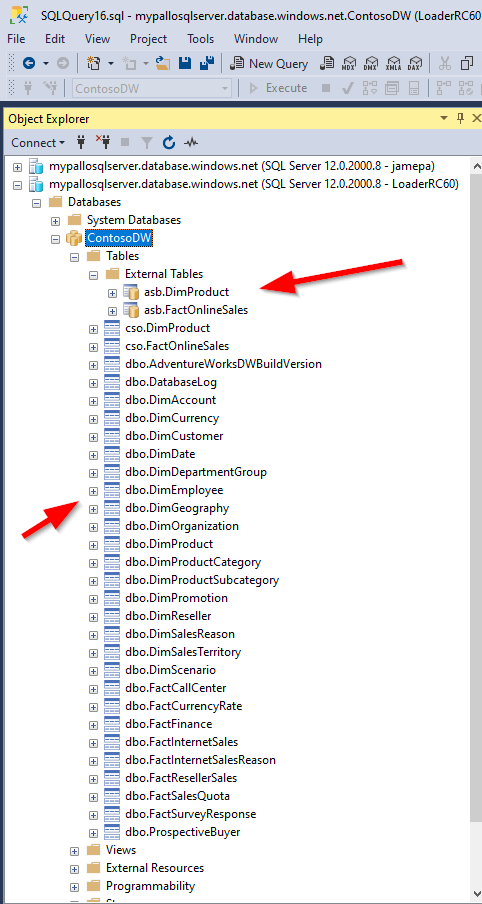 SQLQuery16.sql - mypallosqlserver.database.windows.net.ContosoDW (LoaderRC60
File Edit View Project Tools Window Help
New Query MDX DMX XMLA DAX
ContosoDW Execute
Object Explorer
Connect
mypallosqlserver.database.windows.net (SQL Server 12.0.2000.8 - jamepa)
mypallosqlserver.database.windows.net (SQL Server 12.0.2000.8 - LoaderRC60)
Databases
System Databases
ContosoDW
Tables
External Tables
asb.DimProduct
asb.FactOnlineSales
cso.DimProduct
cso.FactOnlineSales
dbo.AdventureWorksDWBuildVersion
dbo.DatabaseLog
dbo.DimAccount
dbo.DimCurrency
dbo.DimCustomer
dbo.DimDate
dbo.DimDepartmentGroup
dbo.DimEmployee
dbo.DimGeography
dbo.DimOrganization
dbo.DimProduct
dbo.DimProductCategory
dbo.DimProductSubcategory
dbo.DimPromotion
dbo.DimReseller
dbo.DimSalesReason
dbo.DimSalesTerritory
dbo.DimScenario
dbo.FactCallCenter
dbo.FactCurrencyRate
dbo.FactFinance
dbo.FactInternetSales
dbo.FactInternetSalesReason
dbo.FactResellerSales
dbo.FactSalesQuota
dbo.FactSurveyResponse
dbo.ProspectiveBuyer
Views
External Resources
Programmability